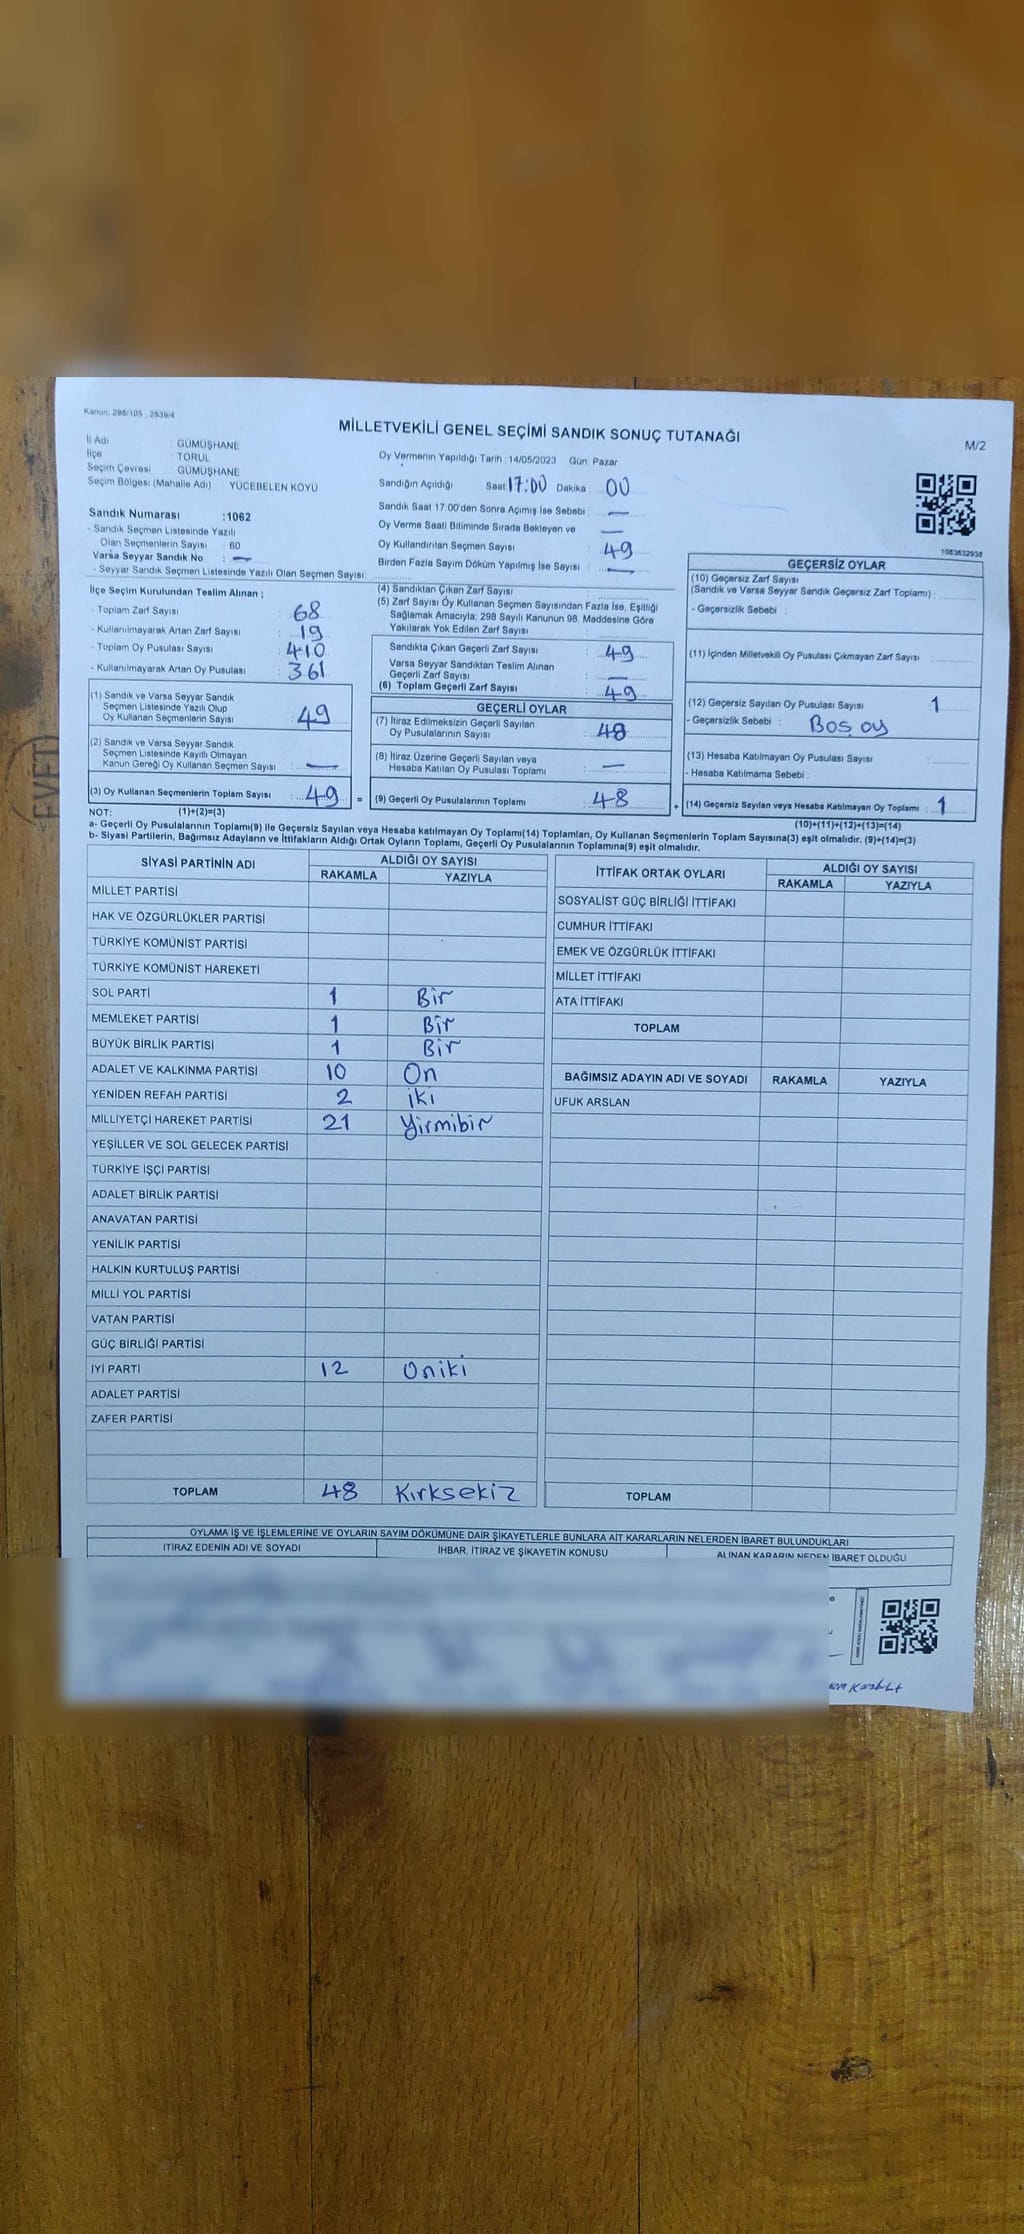 Kanun, 298/105 , 2839/4
MİLLETVEKİLİ GENEL SEÇİMİ SANDIK SONUÇ TUTANAĞI
M/2
İl Adı : GÜMÜŞHANE
İlçe : TORUL
Seçim Çevresi : GÜMÜŞHANE
Seçim Bölgesi (Mahalle Adı) YÜCEBELEN KÖYÜ
Sandık Numarası :1062
- Sandık Seçmen Listesinde Yazılı
Olan Seçmenlerin Sayısı : 60
Varsa Seyyar Sandık No : —
- Seyyar Sandık Seçmen Listesinde Yazılı Olan Seçmen Sayısı:
Oy Vermenin Yapıldığı Tarih : 14/05/2023 Gün: Pazar
Sandığın Açıldığı Saat 17:00 Dakika : 00
Sandık Saat 17:00'den Sonra Açımış İse Sebebi : —
Oy Verme Saati Bitiminde Sırada Bekleyen ve —
Oy Kullandırılan Seçmen Sayısı : 49
Birden Fazla Sayım Döküm Yapılmış İse Sayısı : —
1083632938
İlçe Seçim Kurulundan Teslim Alınan ;
- Toplam Zarf Sayısı : 68
- Kullanılmayarak Artan Zarf Sayısı : 19
- Toplam Oy Pusulası Sayısı : 410
- Kullanılmayarak Artan Oy Pusulası : 361
(1) Sandık ve Varsa Seyyar Sandık
Seçmen Listesinde Yazılı Olup
Oy Kullanan Seçmenlerin Sayısı : 49
(2) Sandık ve Varsa Seyyar Sandık
Seçmen Listesinde Kayıtlı Olmayan
Kanun Gereği Oy Kullanan Seçmen Sayısı : —
(3) Oy Kullanan Seçmenlerin Toplam Sayısı : 49 =
(4) Sandıktan Çıkan Zarf Sayısı :
(5) Zarf Sayısı Oy Kullanan Seçmen Sayısından Fazla İse, Eşitliği
Sağlamak Amacıyla; 298 Sayılı Kanunun 98. Maddesine Göre
Yakılarak Yok Edilen Zarf Sayısı :
Sandıkta Çıkan Geçerli Zarf Sayısı : 49
Varsa Seyyar Sandıktan Teslim Alınan
Geçerli Zarf Sayısı : —
(6) Toplam Geçerli Zarf Sayısı : 49
GEÇERLİ OYLAR
(7) İtiraz Edilmeksizin Geçerli Sayılan
Oy Pusulalarının Sayısı : 48
(8) İtiraz Üzerine Geçerli Sayılan veya
Hesaba Katılan Oy Pusulası Toplamı : —
(9) Geçerli Oy Pusulalarının Toplamı : 48 +
GEÇERSİZ OYLAR
(10) Geçersiz Zarf Sayısı
(Sandık ve Varsa Seyyar Sandık Geçersiz Zarf Toplamı) :
- Geçersizlik Sebebi :
(11) İçinden Milletvekili Oy Pusulası Çıkmayan Zarf Sayısı :
(12) Geçersiz Sayılan Oy Pusulası Sayısı : 1
- Geçersizlik Sebebi : Boş oy
(13) Hesaba Katılmayan Oy Pusulası Sayısı :
- Hesaba Katılmama Sebebi :
(14) Geçersiz Sayılan veya Hesaba Katılmayan Oy Toplamı : 1
NOT: (1)+(2)=(3) (10)+(11)+(12)+(13)=(14)
a- Geçerli Oy Pusulalarının Toplamı(9) ile Geçersiz Sayılan veya Hesaba katılmayan Oy Toplamı(14) Toplamları, Oy Kullanan Seçmenlerin Toplam Sayısına(3) eşit olmalıdır. (9)+(14)=(3)
b- Siyasi Partilerin, Bağımsız Adayların ve İttifakların Aldığı Ortak Oyların Toplamı, Geçerli Oy Pusulalarının Toplamına(9) eşit olmalıdır.
SİYASİ PARTİNİN ADI ALDIĞI OY SAYISI
RAKAMLA YAZIYLA
MİLLET PARTİSİ
HAK VE ÖZGÜRLÜKLER PARTİSİ
TÜRKİYE KOMÜNİST PARTİSİ
TÜRKİYE KOMÜNİST HAREKETİ
SOL PARTİ 1 Bir
MEMLEKET PARTİSİ 1 Bir
BÜYÜK BİRLİK PARTİSİ 1 Bir
ADALET VE KALKINMA PARTİSİ 10 On
YENİDEN REFAH PARTİSİ 2 iki
MİLLİYETÇİ HAREKET PARTİSİ 21 Yirmibir
YEŞİLLER VE SOL GELECEK PARTİSİ
TÜRKİYE İŞÇİ PARTİSİ
ADALET BİRLİK PARTİSİ
ANAVATAN PARTİSİ
YENİLİK PARTİSİ
HALKIN KURTULUŞ PARTİSİ
MİLLİ YOL PARTİSİ
VATAN PARTİSİ
GÜÇ BİRLİĞİ PARTİSİ
İYİ PARTİ 12 Oniki
ADALET PARTİSİ
ZAFER PARTİSİ
TOPLAM 48 Kırksekiz
İTTİFAK ORTAK OYLARI ALDIĞI OY SAYISI
RAKAMLA YAZIYLA
SOSYALİST GÜÇ BİRLİĞİ İTTİFAKI
CUMHUR İTTİFAKI
EMEK VE ÖZGÜRLÜK İTTİFAKI
MİLLET İTTİFAKI
ATA İTTİFAKI
TOPLAM
BAĞIMSIZ ADAYIN ADI VE SOYADI RAKAMLA YAZIYLA
UFUK ARSLAN
TOPLAM
OYLAMA İŞ VE İŞLEMLERİNE VE OYLARIN SAYIM DÖKÜMÜNE DAİR ŞİKAYETLERLE BUNLARA AİT KARARLARIN NELERDEN İBARET BULUNDUKLARI
İTİRAZ EDENİN ADI VE SOYADI İHBAR, İTİRAZ VE ŞİKAYETİN KONUSU ALINAN KARARIN NEDEN İBARET OLDUĞU
EVET